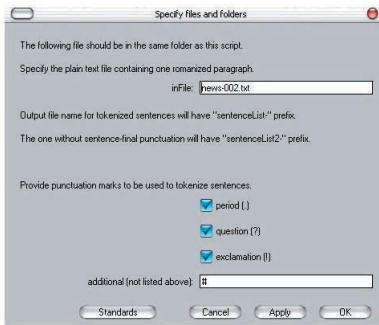 Specify files and folders
The following file should be in the same folder as this script.
Specify the plain text file containing one romanized paragraph.
inFile: news-002.txt
Output file name for tokenized sentences will have "sentenceList-" prefix.
The one without sentence-final punctuation will have "sentenceList2-" prefix.
Provide punctuation marks to be used to tokenize sentences.
period (.)
question (?)
exclamation (!)
additional (not listed above): #
Standards Cancel Apply OK